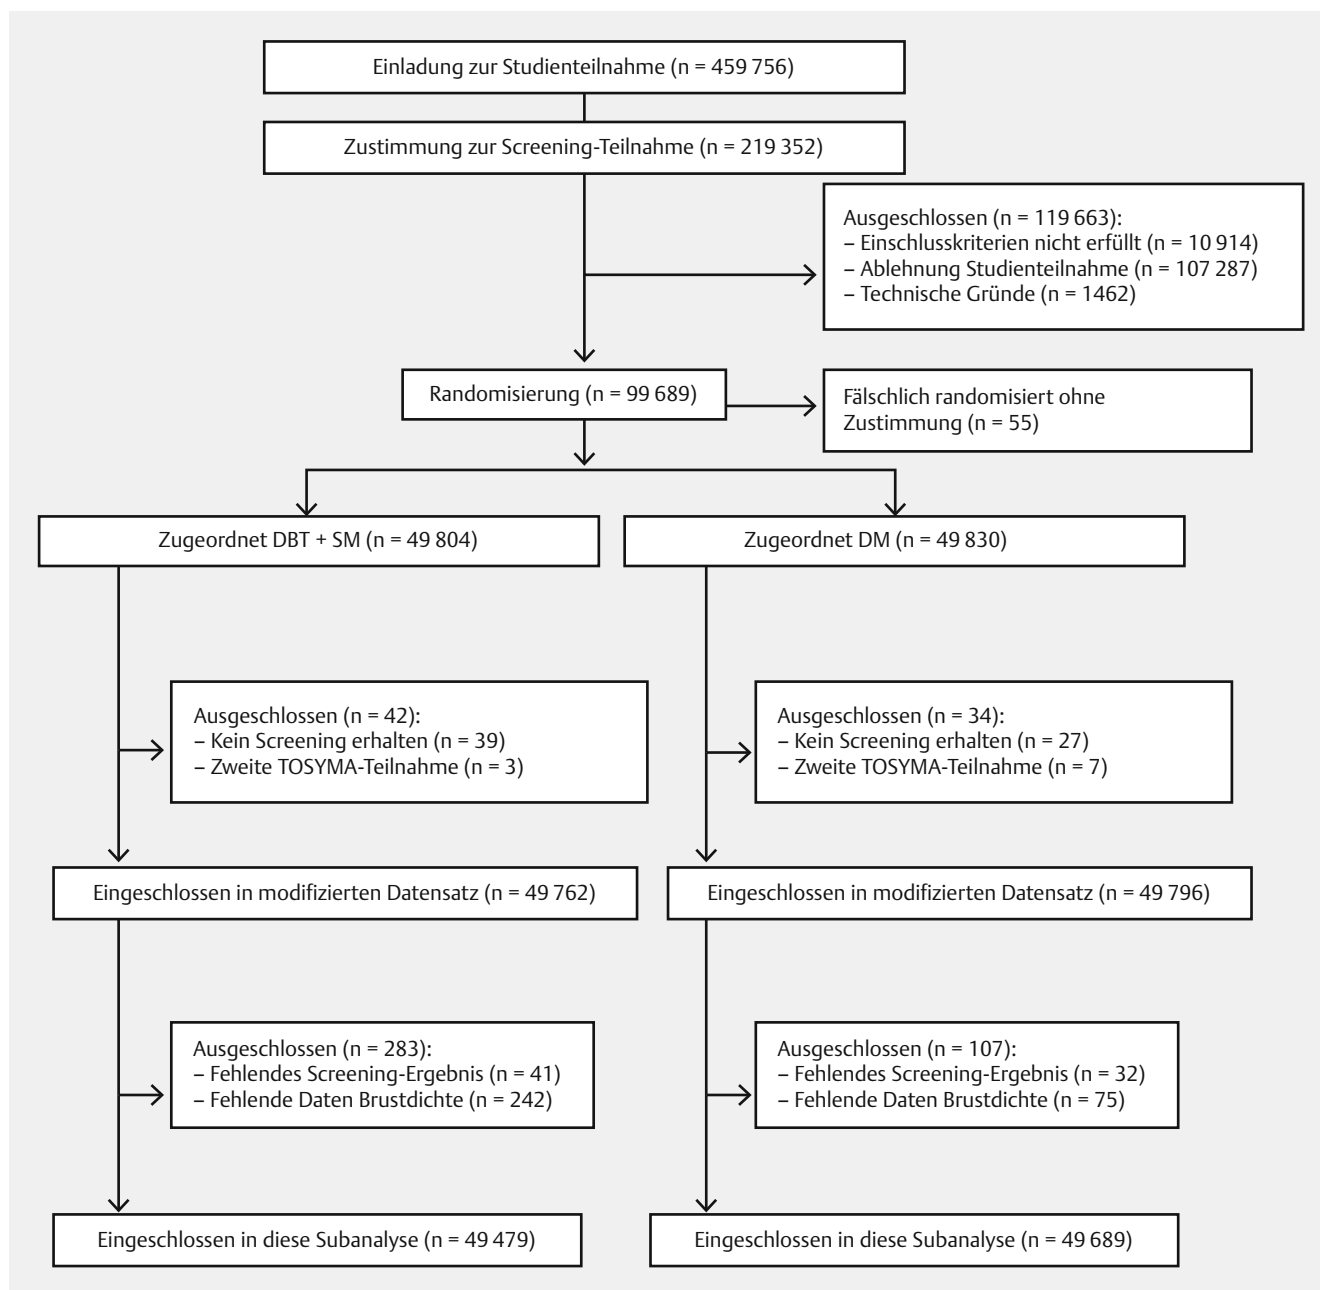 Einladung zur Studienteilnahme (n = 459 756)
Zustimmung zur Screening-Teilnahme (n = 219 352)
Ausgeschlossen (n = 119 663):
– Einschlusskriterien nicht erfüllt (n = 10 914)
– Ablehnung Studienteilnahme (n = 107 287)
– Technische Gründe (n = 1462)
Randomisierung (n = 99 689)
Fälschlich randomisiert ohne
Zustimmung (n = 55)
Zugeordnet DBT + SM (n = 49 804)
Zugeordnet DM (n = 49 830)
Ausgeschlossen (n = 42):
– Kein Screening erhalten (n = 39)
– Zweite TOSYMA-Teilnahme (n = 3)
Ausgeschlossen (n = 34):
– Kein Screening erhalten (n = 27)
– Zweite TOSYMA-Teilnahme (n = 7)
Eingeschlossen in modifizierten Datensatz (n = 49 762)
Eingeschlossen in modifizierten Datensatz (n = 49 796)
Ausgeschlossen (n = 283):
– Fehlendes Screening-Ergebnis (n = 41)
– Fehlende Daten Brustdichte (n = 242)
Ausgeschlossen (n = 107):
– Fehlendes Screening-Ergebnis (n = 32)
– Fehlende Daten Brustdichte (n = 75)
Eingeschlossen in diese Subanalyse (n = 49 479)
Eingeschlossen in diese Subanalyse (n = 49 689)